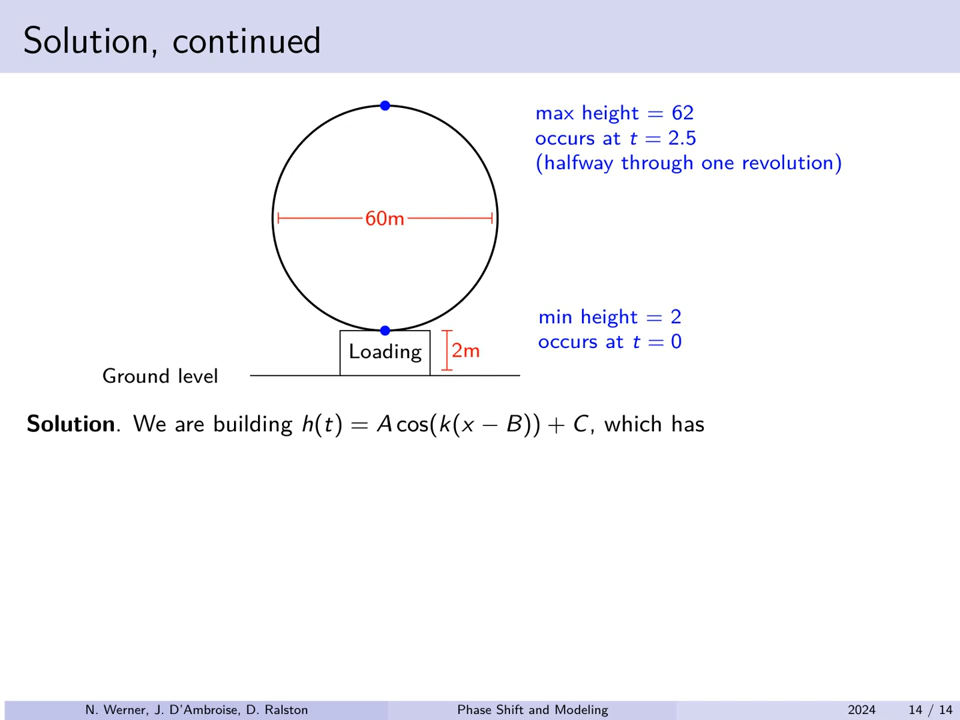 Solution, continued
max height = 62
occurs at t = 2.5
(halfway through one revolution)
60m
min height = 2
occurs at t = 0
Loading
2m
Ground level
Solution. We are building h(t) = A cos(k(x − B)) + C, which has
N. Werner, J. D'Ambroise, D. Ralston
Phase Shift and Modeling
2024
14 / 14